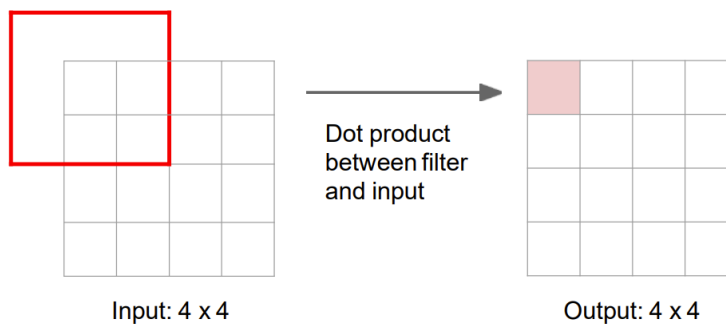 Dot product
between filter
and input
Input: 4 x 4
Output: 4 x 4